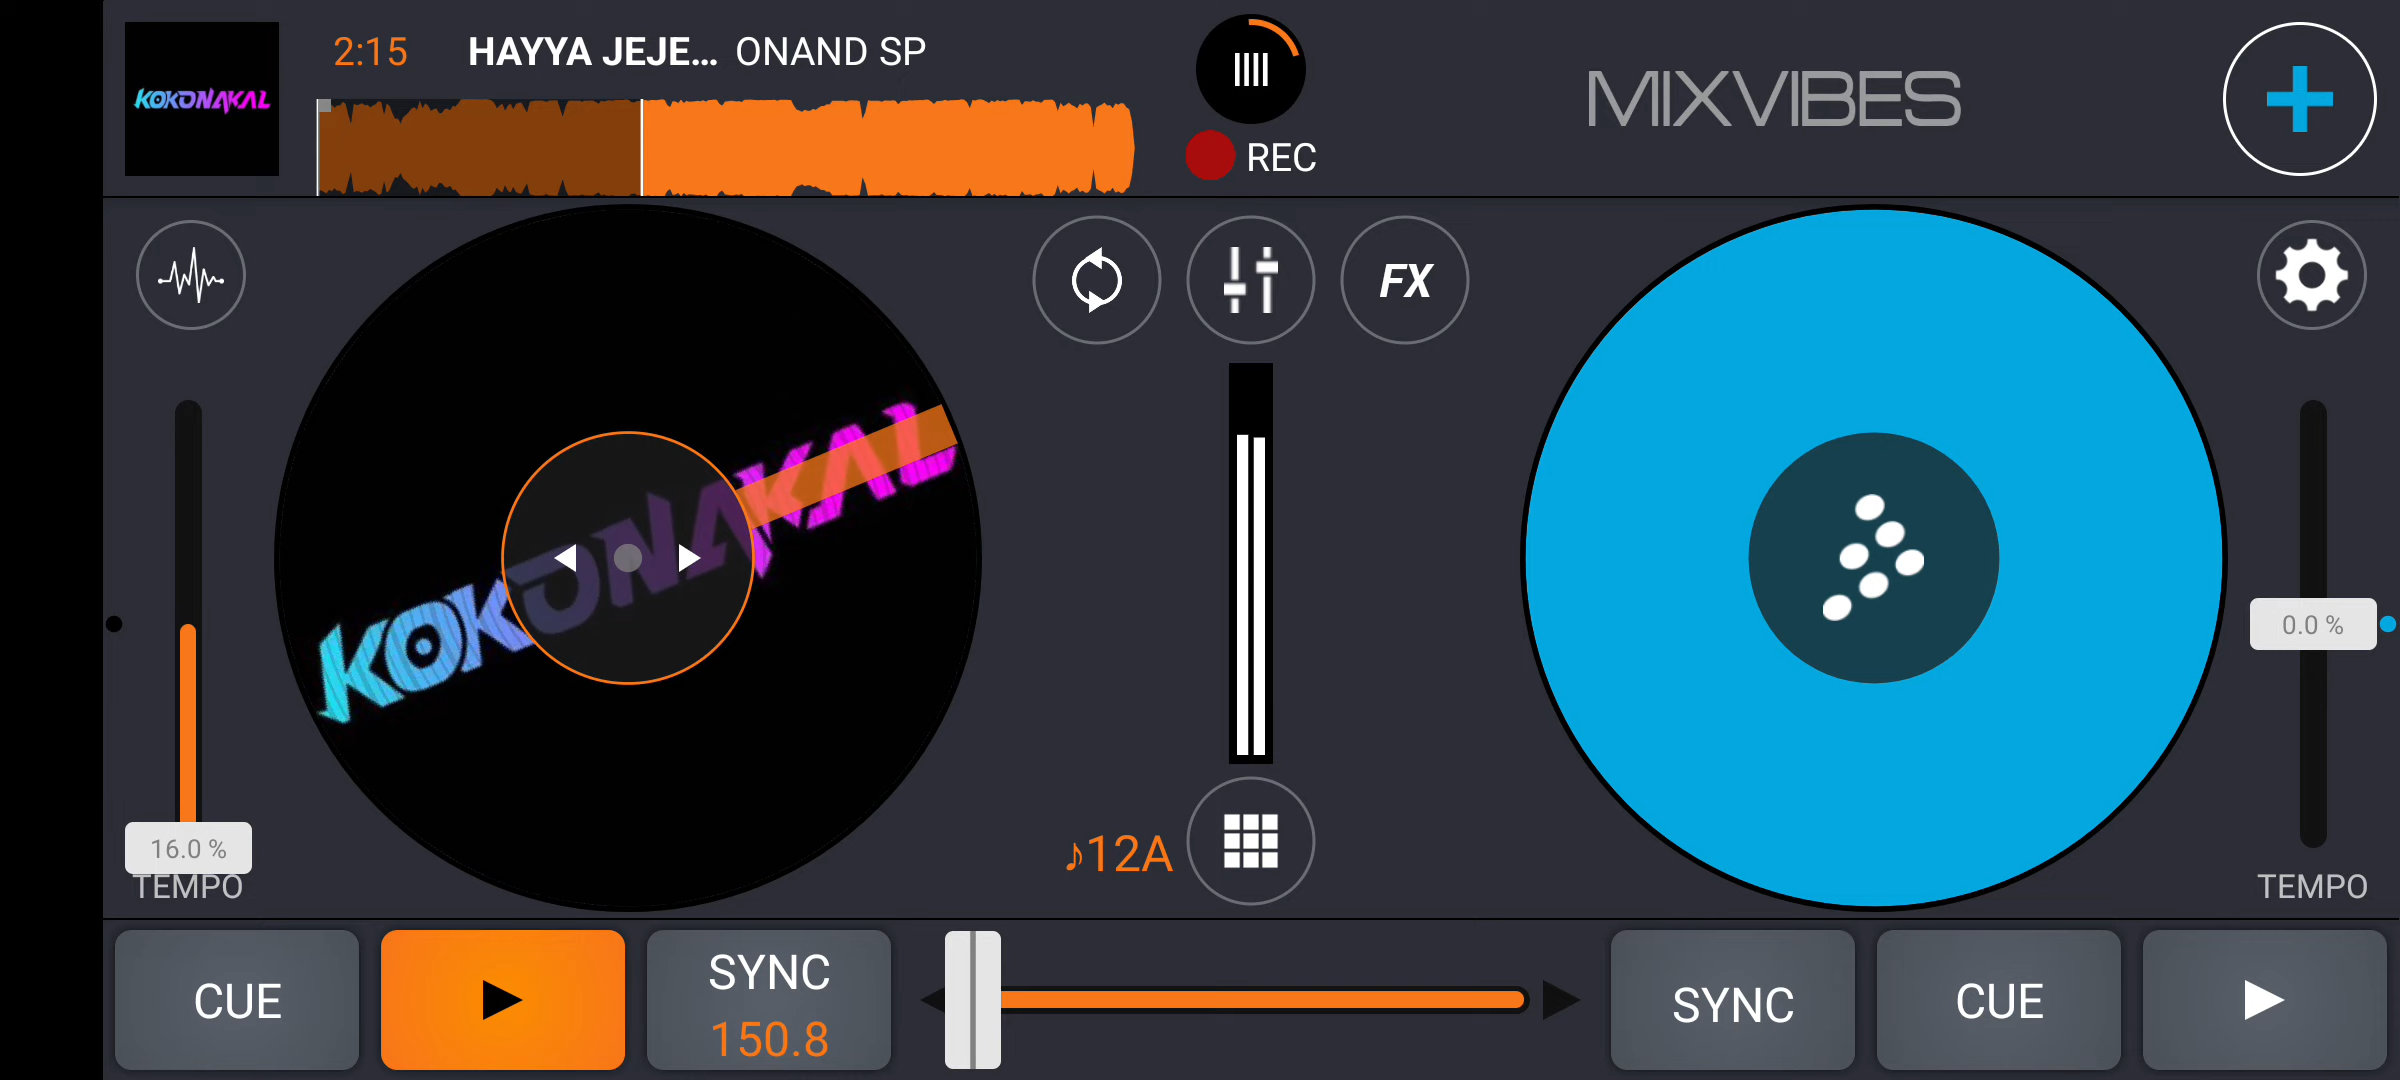 KOKONAKAL
2:15 HAYYA JEJE... ONAND SP
REC
MIXVIBES
FX
KOKONAKAL
0.0 %
16.0 %
TEMPO
♪12A
TEMPO
CUE
SYNC
150.8
SYNC
CUE